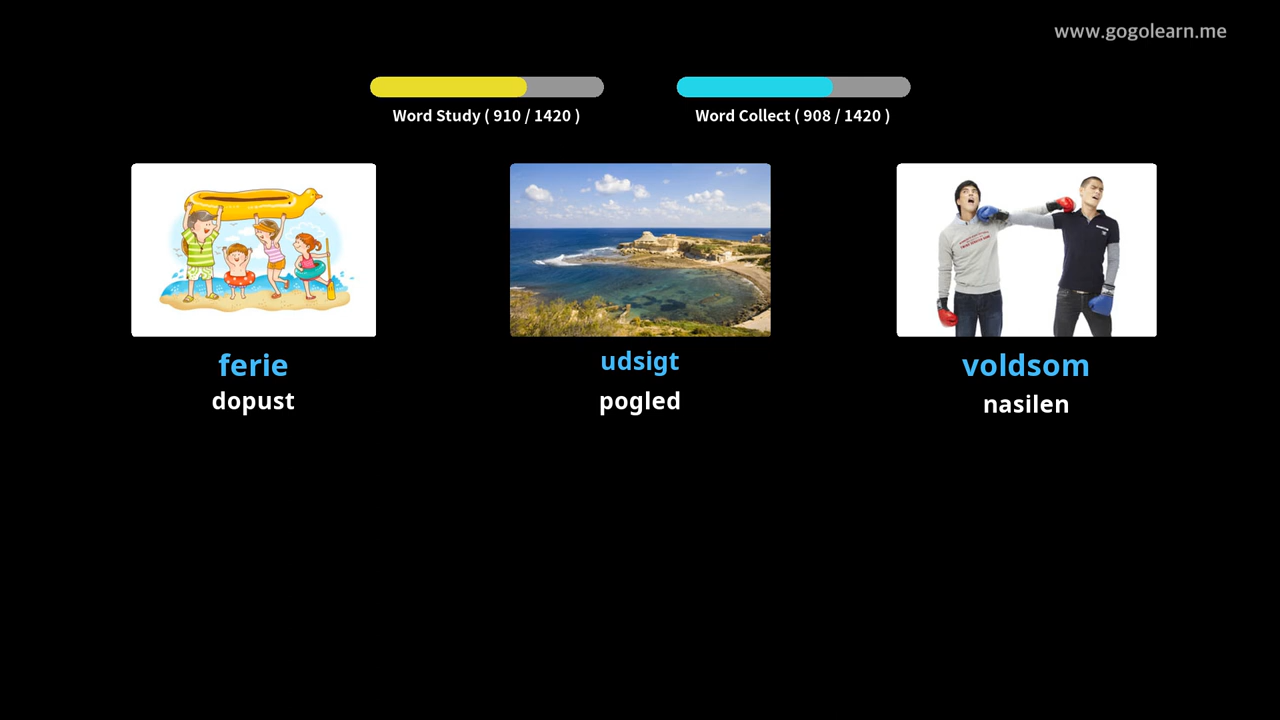 www.gogolearn.me
Word Study ( 910 / 1420 )
Word Collect ( 908 / 1420 )
ferie
dopust
udsigt
pogled
voldsom
nasilen